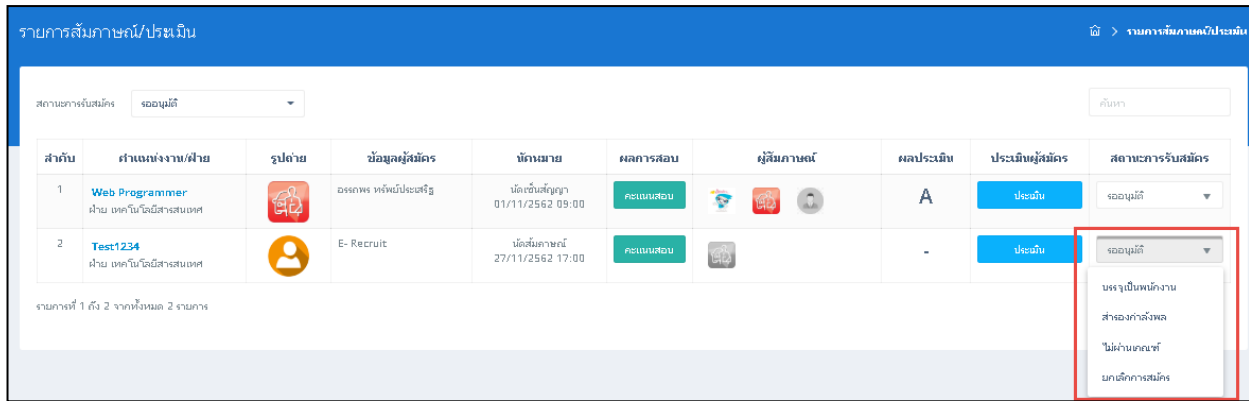 รายการสัมภาษณ์/ประเมิน
> รายการสัมภาษณ์/ประเมิน
สถานะการรับสมัคร รออนุมัติ ค้นหา
ลำดับ ตำแหน่งงาน/ฝ่าย รูปถ่าย ข้อมูลผู้สมัคร นัดหมาย ผลการสอบ ผู้สัมภาษณ์ ผลประเมิน ประเมินผู้สมัคร สถานะการรับสมัคร
1 Web Programmer อรรถพร ทรัพย์ประเสริฐ นัดเซ็นสัญญา คะแนนสอบ A ประเมิน รออนุมัติ
ฝ่าย เทคโนโลยีสารสนเทศ 01/11/2562 09:00
2 Test1234 E- Recruit นัดสัมภาษณ์ คะแนนสอบ - ประเมิน รออนุมัติ
ฝ่าย เทคโนโลยีสารสนเทศ 27/11/2562 17:00
บรรจุเป็นพนักงาน
รายการที่ 1 ถึง 2 จากทั้งหมด 2 รายการ
สำรองกำลังพล
ไม่ผ่านเกณฑ์
ยกเลิกการสมัคร